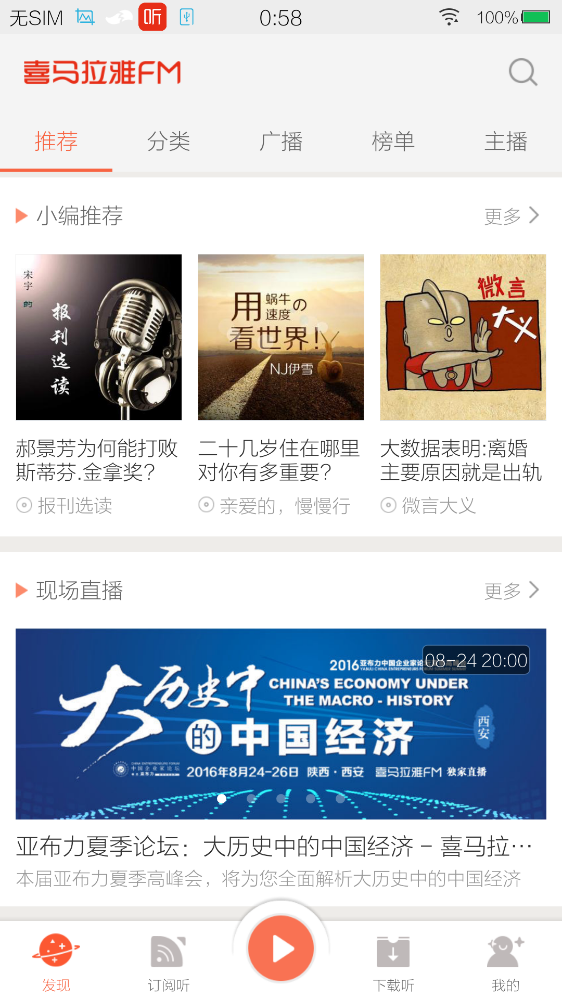 无SIM 听 0:58 100%
喜马拉雅FM
推荐 分类 广播 榜单 主播
小编推荐 更多
宋宇的
报刊选读
用蜗牛の速度
看世界!
NJ伊雪
微言
大义
郝景芳为何能打败
斯蒂芬.金拿奖?
报刊选读
二十几岁住在哪里
对你有多重要?
亲爱的，慢慢行
大数据表明:离婚
主要原因就是出轨
微言大义
现场直播 更多
2016亚布力中国企业家论坛
08-24 20:00
大历史中
CHINA'S ECONOMY UNDER
THE MACRO - HISTORY
的中国经济
西安
中国企业家论坛
2016年8月24-26日 陕西·西安 喜马拉雅FM 独家直播
亚布力夏季论坛：大历史中的中国经济 – 喜马拉…
本届亚布力夏季高峰会，将为您全面解析大历史中的中国经济
发现 订阅听 下载听 我的